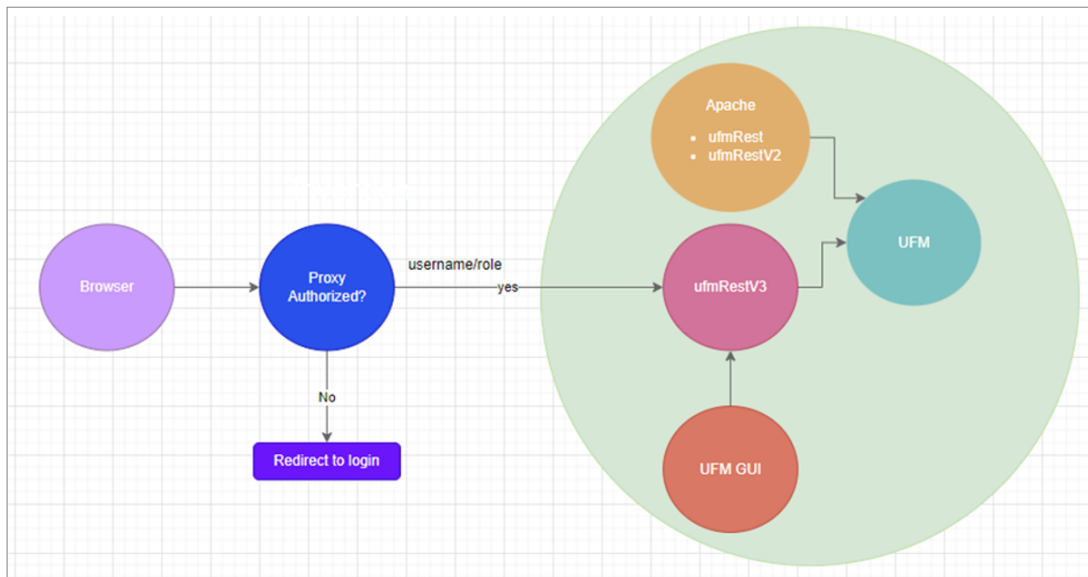 Apache
• ufmRest
• ufmRestV2
UFM
Browser
Proxy
Authorized?
username/role
yes
ufmRestV3
No
Redirect to login
UFM GUI